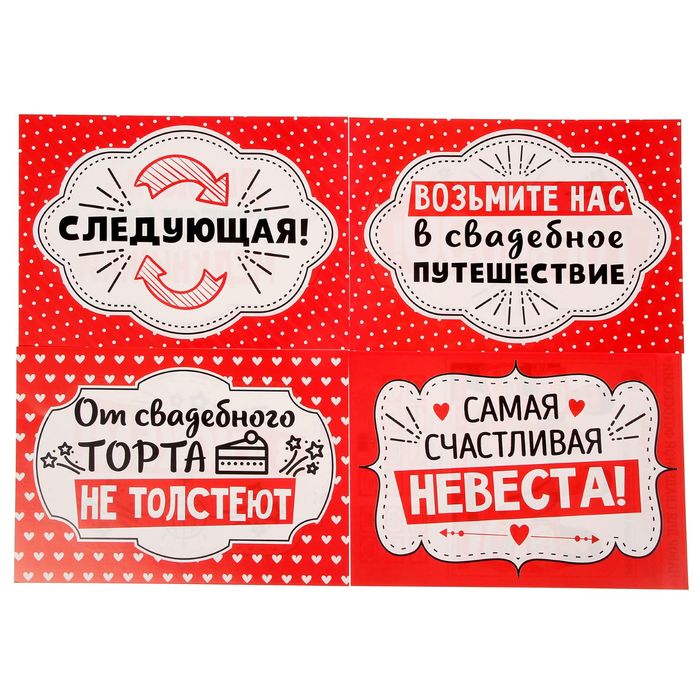 СЛЕДУЮЩАЯ!
ВОЗЬМИТЕ НАС
в свадебное
ПУТЕШЕСТВИЕ
От свадебного
ТОРТА
НЕ ТОЛСТЕЮТ
САМАЯ
СЧАСТЛИВАЯ
НЕВЕСТА!